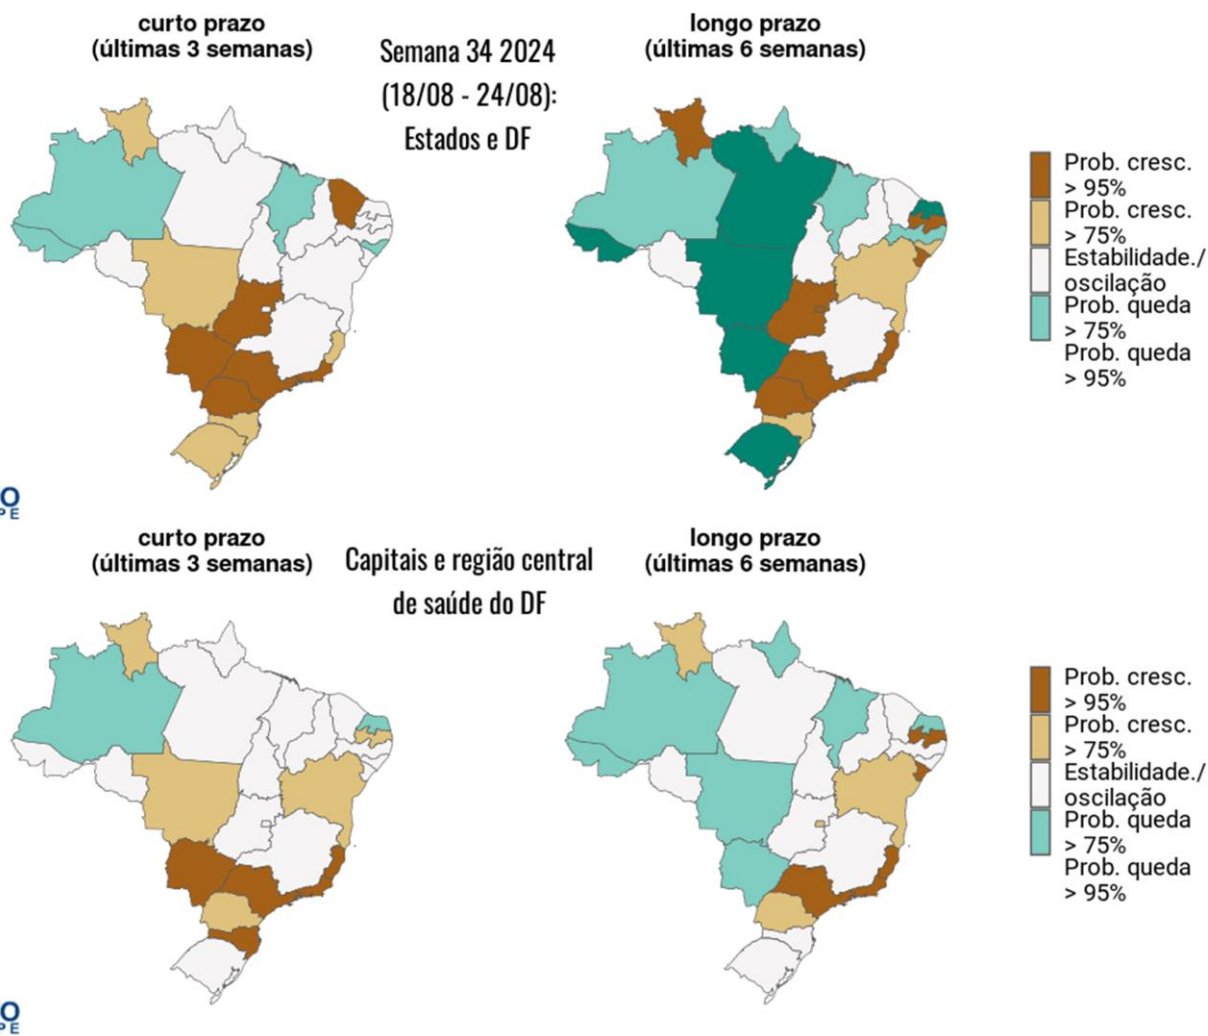 curto prazo
(últimas 3 semanas)
Semana 34 2024
(18/08 - 24/08):
Estados e DF
longo prazo
(últimas 6 semanas)
Prob. cresc.
> 95%
Prob. cresc.
> 75%
Estabilidade./
oscilação
Prob. queda
> 75%
Prob. queda
> 95%
O
PE
curto prazo
(últimas 3 semanas)
Capitais e região central
de saúde do DF
longo prazo
(últimas 6 semanas)
Prob. cresc.
> 95%
Prob. cresc.
> 75%
Estabilidade./
oscilação
Prob. queda
> 75%
Prob. queda
> 95%
O
PE